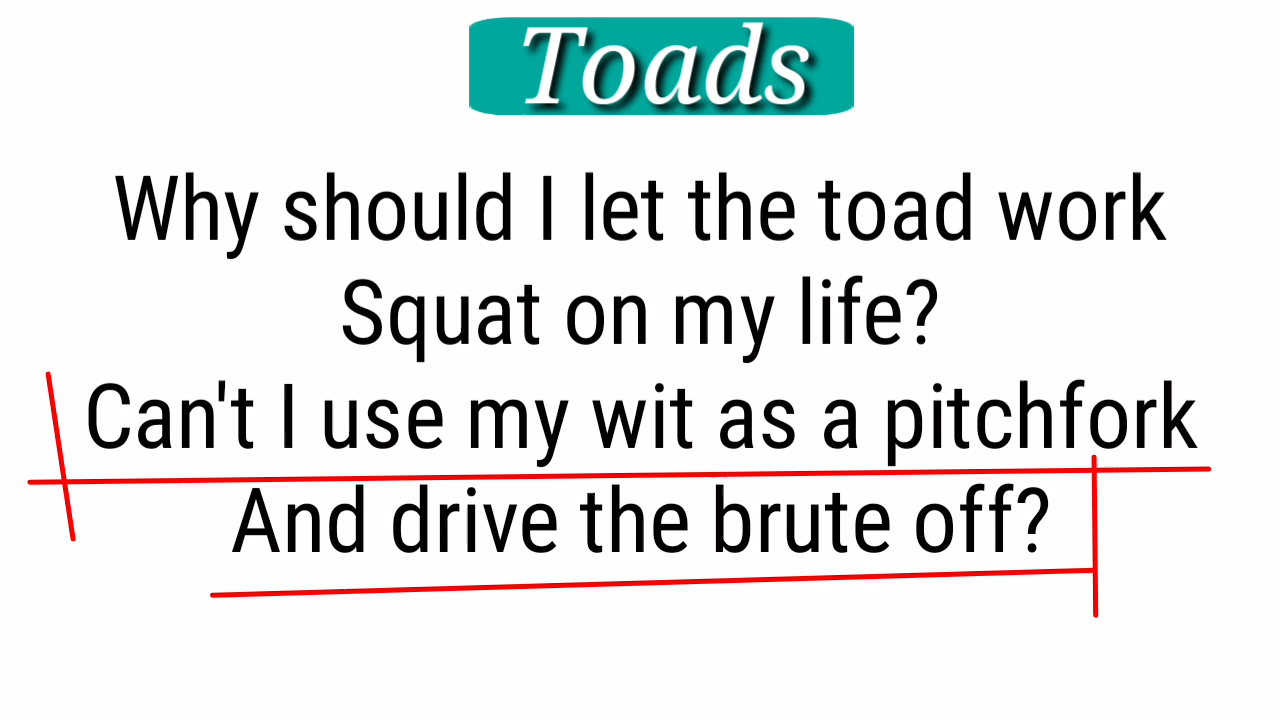 Toads
Why should I let the toad work
Squat on my life?
Can't I use my wit as a pitchfork
And drive the brute off?